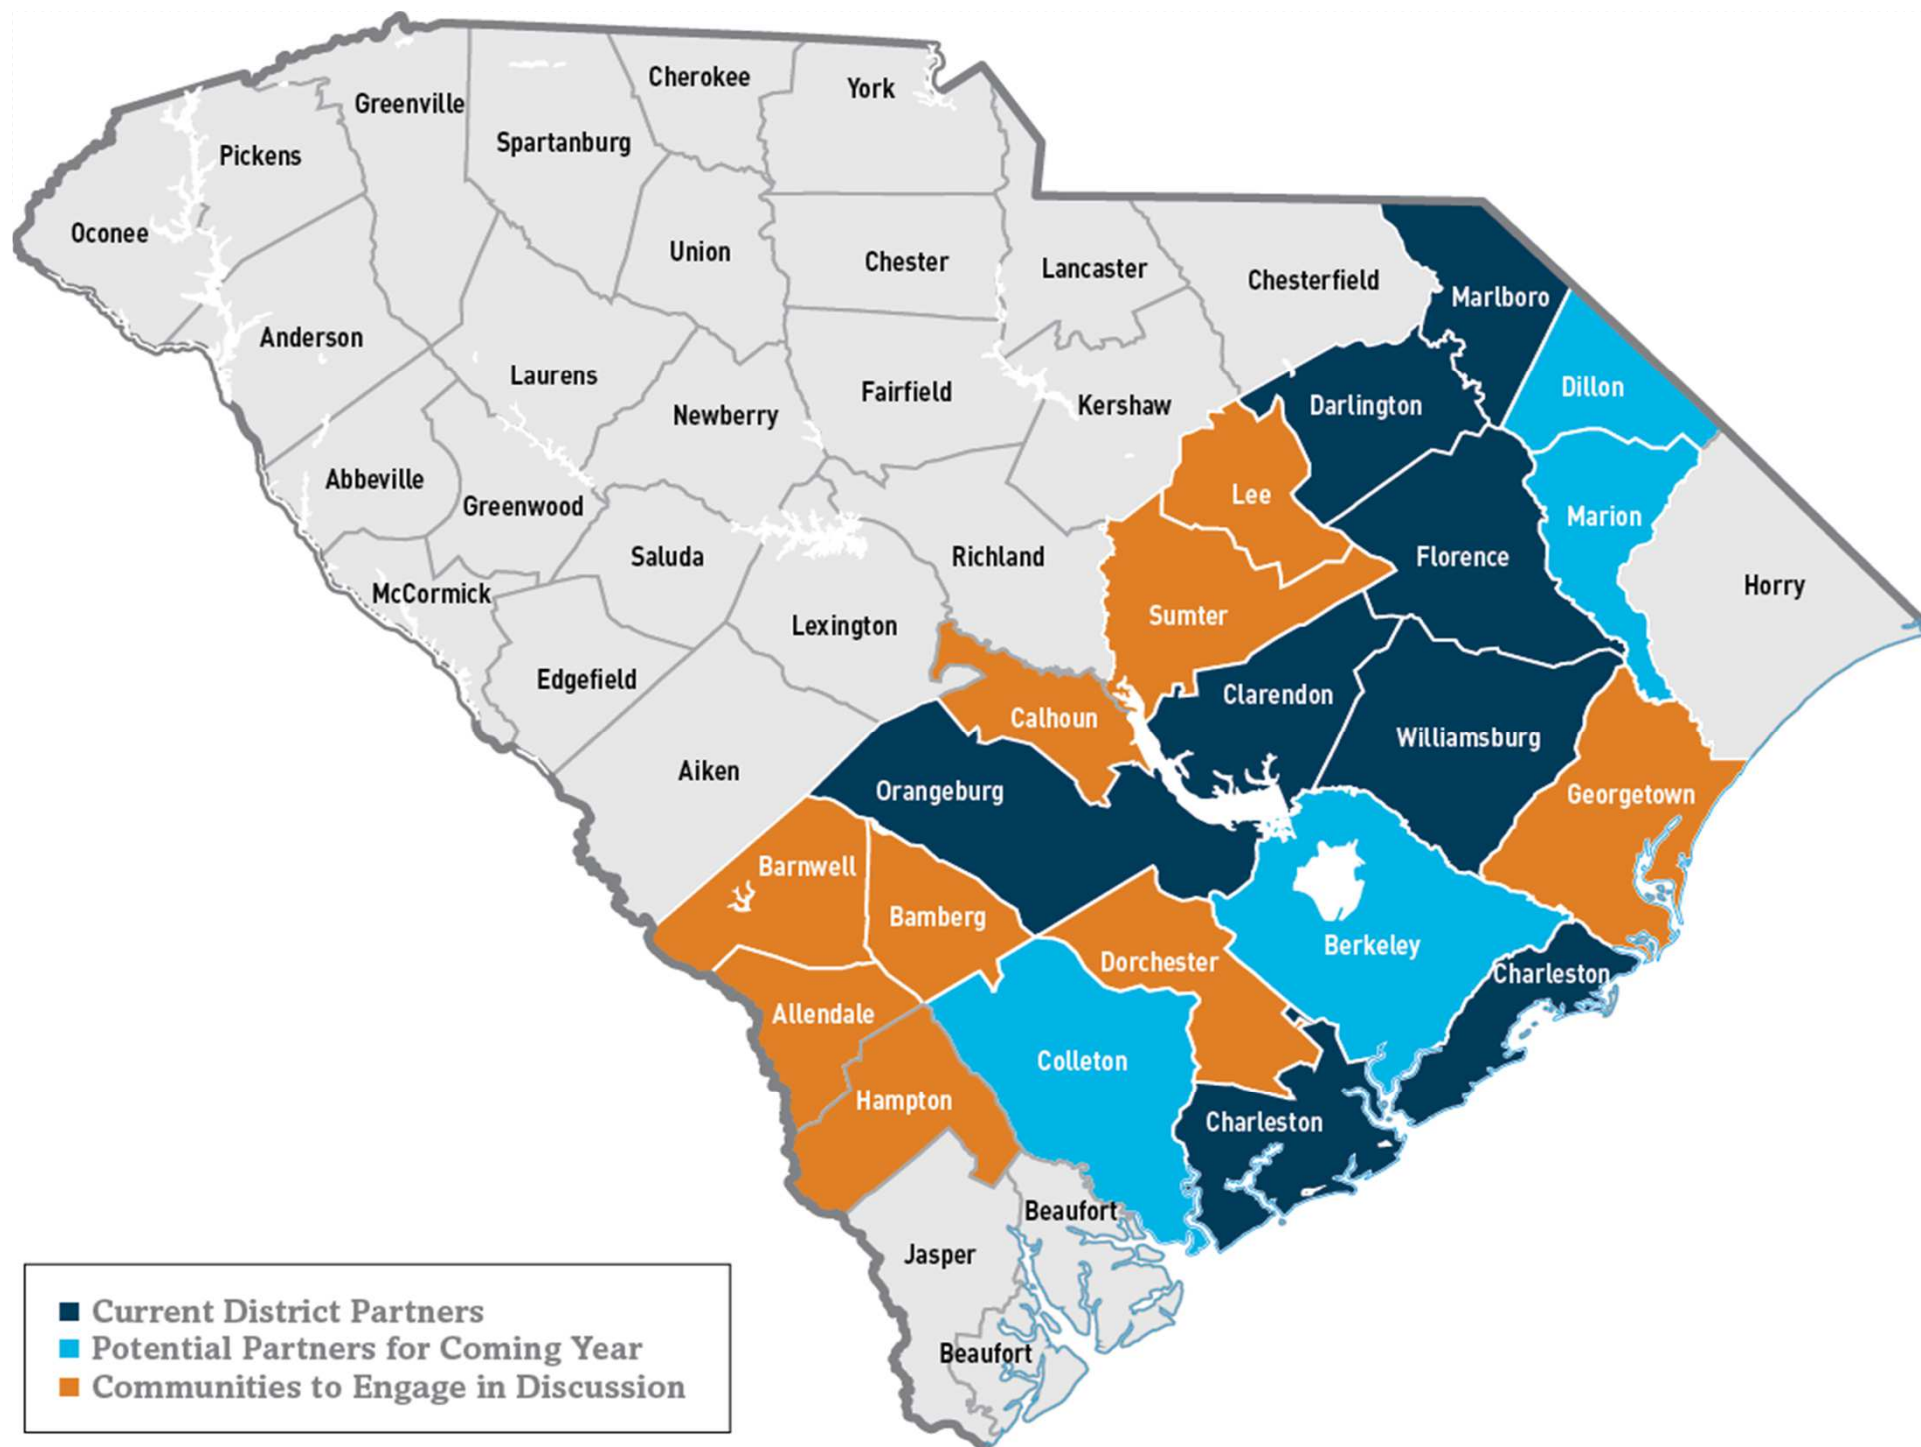 Cherokee
York
Greenville
Spartanburg
Pickens
Oconee
Union
Chester
Lancaster
Chesterfield
Marlboro
Anderson
Laurens
Newberry
Fairfield
Kershaw
Darlington
Dillon
Abbeville
Greenwood
Lee
Marion
Saluda
Richland
Florence
Horry
McCormick
Lexington
Sumter
Edgefield
Calhoun
Clarendon
Williamsburg
Aiken
Orangeburg
Georgetown
Barnwell
Bamberg
Dorchester
Berkeley
Charleston
Allendale
Colleton
Hampton
Charleston
Beaufort
Jasper
Beaufort
Current District Partners
Potential Partners for Coming Year
Communities to Engage in Discussion